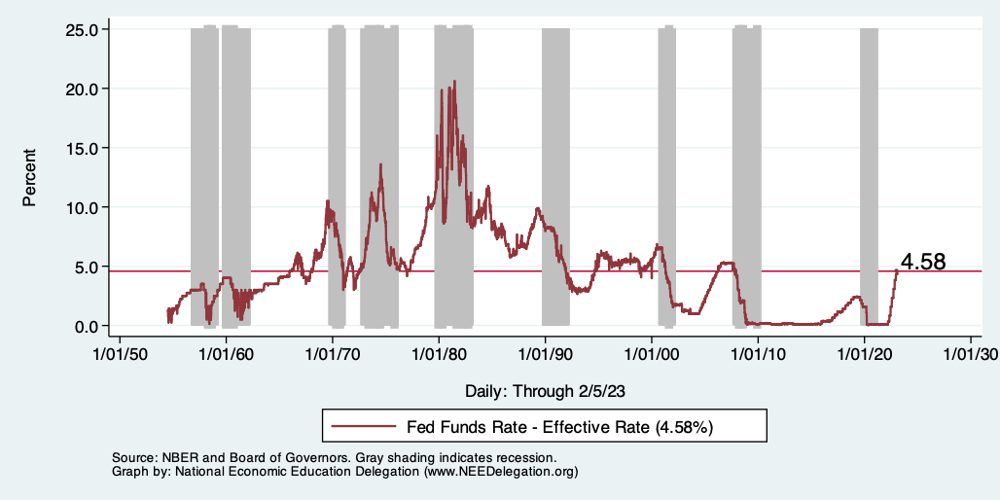 25.0
20.0
15.0
10.0
5.0
0.0
Percent
4.58
1/01/50 1/01/60 1/01/70 1/01/80 1/01/90 1/01/00 1/01/10 1/01/20 1/01/30
Daily: Through 2/5/23
Fed Funds Rate - Effective Rate (4.58%)
Source: NBER and Board of Governors. Gray shading indicates recession.
Graph by: National Economic Education Delegation (www.NEEDelegation.org)